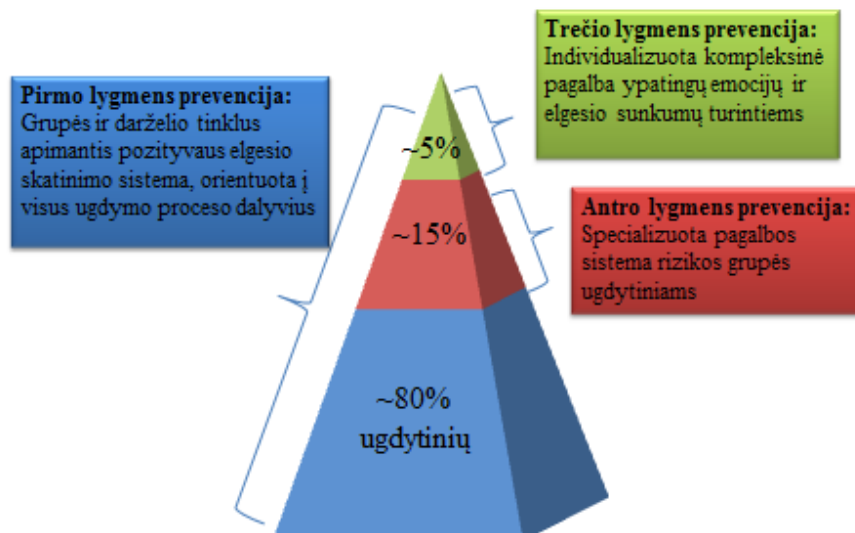 Pirmo lygmens prevencija:
Grupės ir darželio tinklus
apimantis pozityvaus elgesio
skatinimo sistema, orientuota į
visus ugdymo proceso dalyvius
Trečio lygmens prevencija:
Individualizuota kompleksinė
pagalba ypatingų emocijų ir
elgesio sunkumų turintiems
Antro lygmens prevencija:
Specializuota pagalbos
sistema rizikos grupės
ugdytiniams
~5%
~15%
~80%
ugdytinių